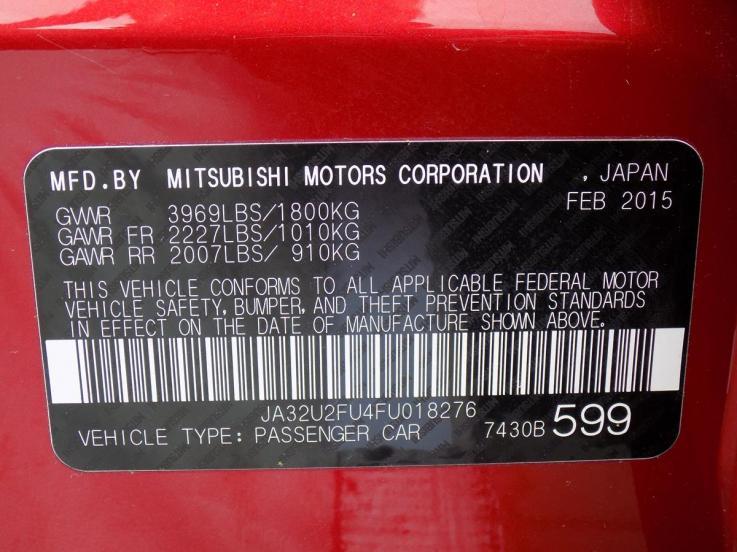 MFD.BY MITSUBISHI MOTORS CORPORATION , JAPAN
FEB 2015
GVWR 3969LBS/1800KG
GAWR FR 2227LBS/1010KG
GAWR RR 2007LBS/ 910KG
THIS VEHICLE CONFORMS TO ALL APPLICABLE FEDERAL MOTOR
VEHICLE SAFETY, BUMPER, AND THEFT PREVENTION STANDARDS
IN EFFECT ON THE DATE OF MANUFACTURE SHOWN ABOVE.
JA32U2FU4FU018276
VEHICLE TYPE: PASSENGER CAR 7430B 599